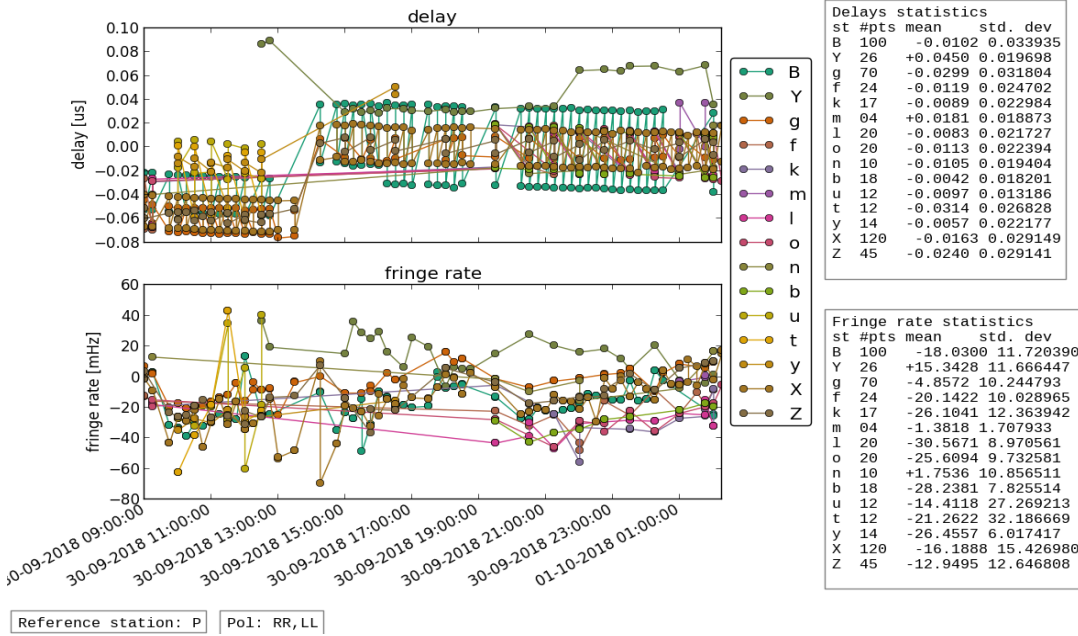 delay
0.10
0.08
0.06
0.04
0.02
0.00
−0.02
−0.04
−0.06
−0.08
delay [us]
fringe rate
60
40
20
0
−20
−40
−60
−80
fringe rate [mHz]
30-09-2018 09:00:00
30-09-2018 11:00:00
30-09-2018 13:00:00
30-09-2018 15:00:00
30-09-2018 17:00:00
30-09-2018 19:00:00
30-09-2018 21:00:00
30-09-2018 23:00:00
01-10-2018 01:00:00
B
Y
g
f
k
m
l
o
n
b
u
t
y
X
Z
Delays statistics
st #pts mean std. dev
B 100 -0.0102 0.033935
Y 26 +0.0450 0.019698
g 70 -0.0299 0.031804
f 24 -0.0119 0.024702
k 17 -0.0089 0.022984
m 04 +0.0181 0.018873
l 20 -0.0083 0.021727
o 20 -0.0113 0.022394
n 10 -0.0105 0.019404
b 18 -0.0042 0.018201
u 12 -0.0097 0.013186
t 12 -0.0314 0.026828
y 14 -0.0057 0.022177
X 120 -0.0163 0.029149
Z 45 -0.0240 0.029141
Fringe rate statistics
st #pts mean std. dev
B 100 -18.0300 11.720390
Y 26 +15.3428 11.666447
g 70 -4.8572 10.244793
f 24 -20.1422 10.028965
k 17 -26.1041 12.363942
m 04 -1.3818 1.707933
l 20 -30.5671 8.970561
o 20 -25.6094 9.732581
n 10 +1.7536 10.856511
b 18 -28.2381 7.825514
u 12 -14.4118 27.269213
t 12 -21.2622 32.186669
y 14 -26.4557 6.017417
X 120 -16.1888 15.426980
Z 45 -12.9495 12.646808
Reference station: P
Pol: RR,LL